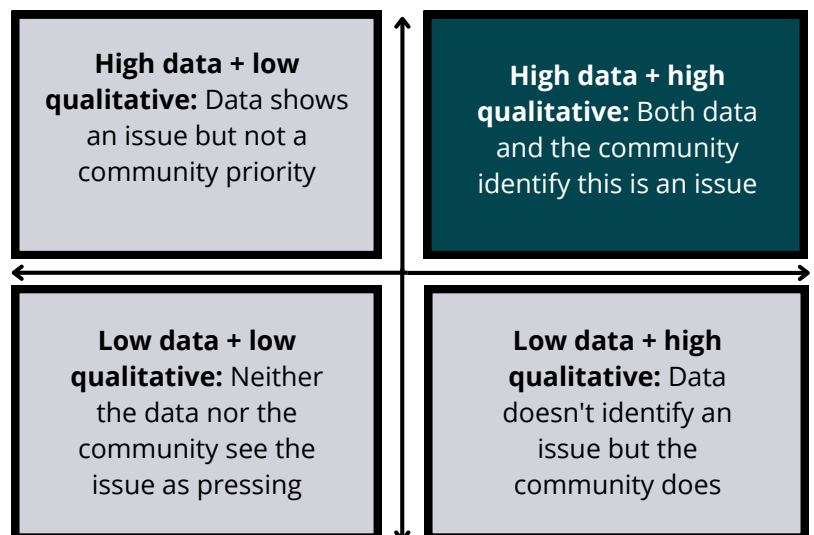 High data + low
qualitative: Data shows
an issue but not a
community priority
High data + high
qualitative: Both data
and the community
identify this is an issue
Low data + low
qualitative: Neither
the data nor the
community see the
issue as pressing
Low data + high
qualitative: Data
doesn't identify an
issue but the
community does